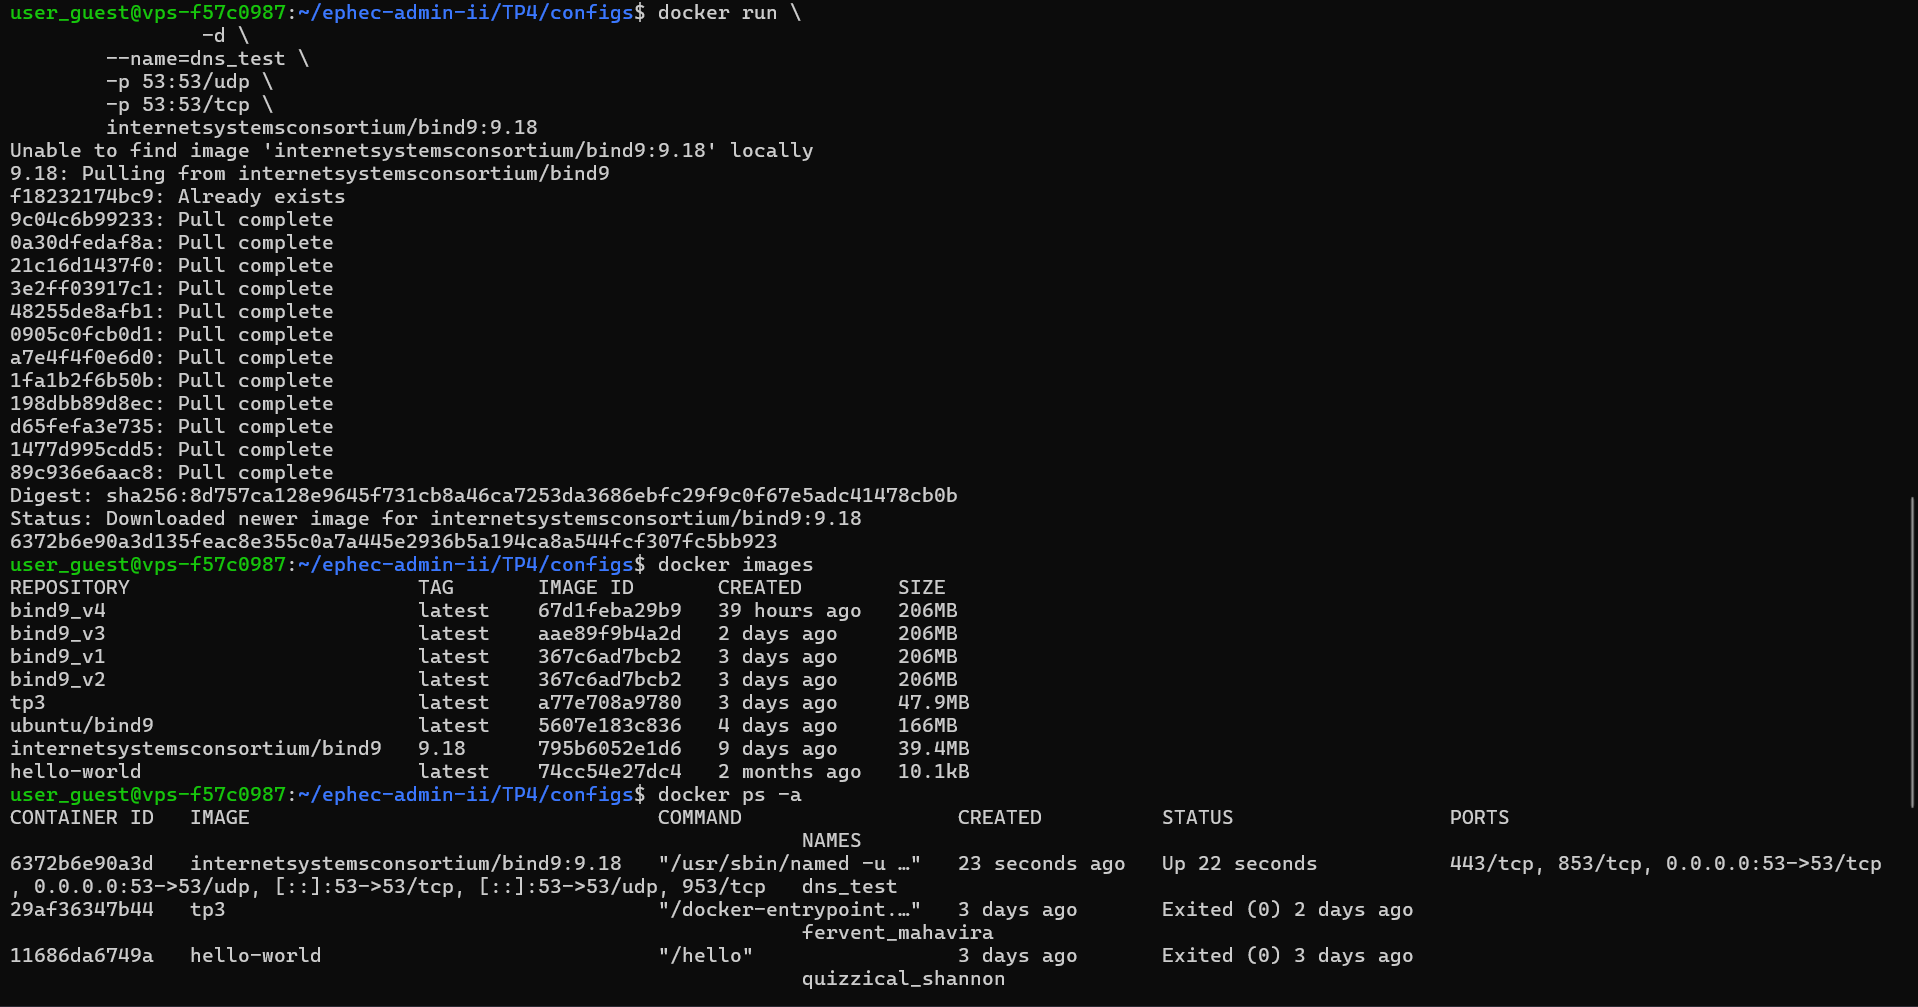 user_guest@vps-f57c0987:~/ephec-admin-ii/TP4/configs$ docker run \
-d \
--name=dns_test \
-p 53:53/udp \
-p 53:53/tcp \
internetsystemsconsortium/bind9:9.18
Unable to find image 'internetsystemsconsortium/bind9:9.18' locally
9.18: Pulling from internetsystemsconsortium/bind9
f18232174bc9: Already exists
9c04c6b99233: Pull complete
0a30dfedaf8a: Pull complete
21c16d1437f0: Pull complete
3e2ff03917c1: Pull complete
48255de8afb1: Pull complete
0905c0fcb0d1: Pull complete
a7e4f4f0e6d0: Pull complete
1fa1b2f6b50b: Pull complete
198dbb89d8ec: Pull complete
d65fefa3e735: Pull complete
1477d995cdd5: Pull complete
89c936e6aac8: Pull complete
Digest: sha256:8d757ca128e9645f731cb8a46ca7253da3686ebfc29f9c0f67e5adc41478cb0b
Status: Downloaded newer image for internetsystemsconsortium/bind9:9.18
6372b6e90a3d135feac8e355c0a7a445e2936b5a194ca8a544fcf307fc5bb923
user_guest@vps-f57c0987:~/ephec-admin-ii/TP4/configs$ docker images
REPOSITORY TAG IMAGE ID CREATED SIZE
bind9_v4 latest 67d1feba29b9 39 hours ago 206MB
bind9_v3 latest aae89f9b4a2d 2 days ago 206MB
bind9_v1 latest 367c6ad7bcb2 3 days ago 206MB
bind9_v2 latest 367c6ad7bcb2 3 days ago 206MB
tp3 latest a77e708a9780 3 days ago 47.9MB
ubuntu/bind9 latest 5607e183c836 4 days ago 166MB
internetsystemsconsortium/bind9 9.18 795b6052e1d6 9 days ago 39.4MB
hello-world latest 74cc54e27dc4 2 months ago 10.1kB
user_guest@vps-f57c0987:~/ephec-admin-ii/TP4/configs$ docker ps -a
CONTAINER ID IMAGE COMMAND CREATED STATUS PORTS
NAMES
6372b6e90a3d internetsystemsconsortium/bind9:9.18 "/usr/sbin/named -u …" 23 seconds ago Up 22 seconds 443/tcp, 853/tcp, 0.0.0.0:53->53/tcp
, 0.0.0.0:53->53/udp, [::]:53->53/tcp, [::]:53->53/udp, 953/tcp dns_test
29af36347b44 tp3 "/docker-entrypoint.…" 3 days ago Exited (0) 2 days ago
fervent_mahavira
11686da6749a hello-world "/hello" 3 days ago Exited (0) 3 days ago
quizzical_shannon